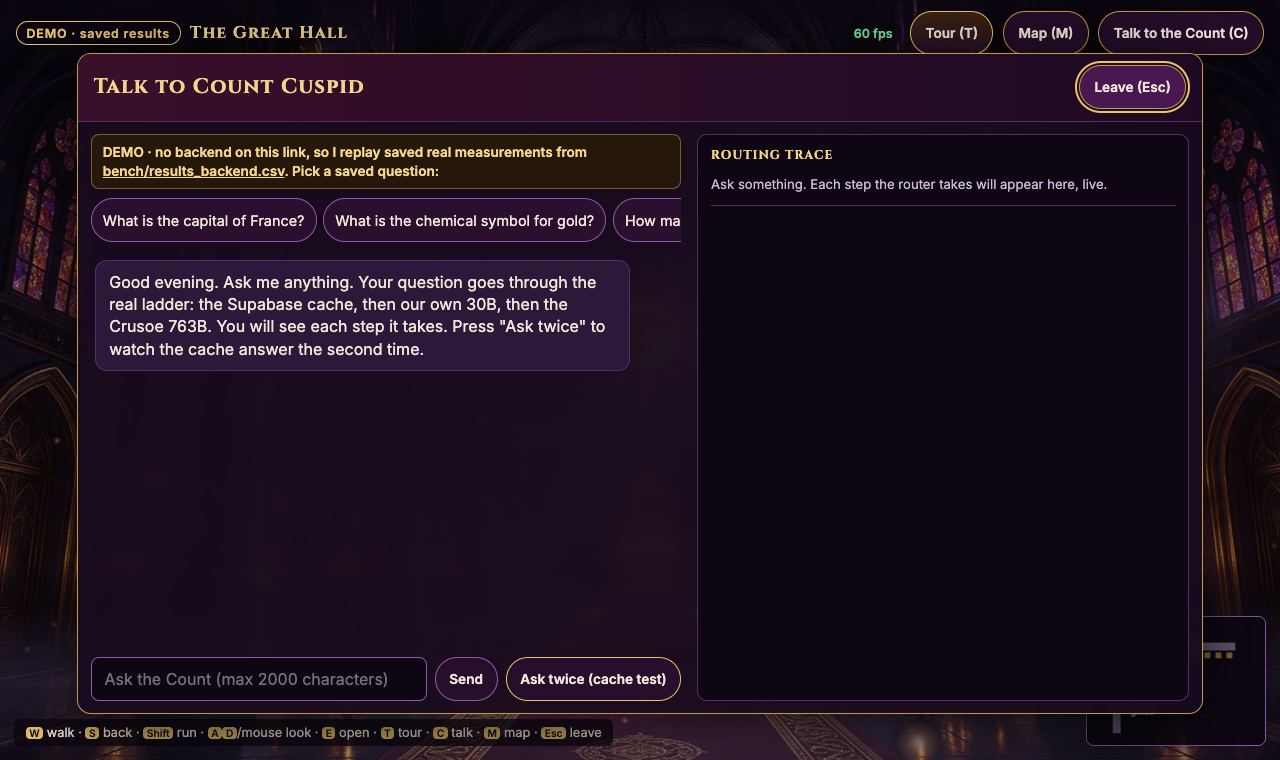 DEMO · saved results
The Great Hall
60 fps
Tour (T)
Map (M)
Talk to the Count (C)
Talk to Count Cuspid
Leave (Esc)
DEMO · no backend on this link, so I replay saved real measurements from
bench/results_backend.csv. Pick a saved question:
What is the capital of France?
What is the chemical symbol for gold?
How ma
Good evening. Ask me anything. Your question goes through the
real ladder: the Supabase cache, then our own 30B, then the
Crusoe 763B. You will see each step it takes. Press "Ask twice" to
watch the cache answer the second time.
Ask the Count (max 2000 characters)
Send
Ask twice (cache test)
Routing trace
Ask something. Each step the router takes will appear here, live.
W walk · S back · Shift run · A D/mouse look · E open · T tour · C talk · M map · Esc leave